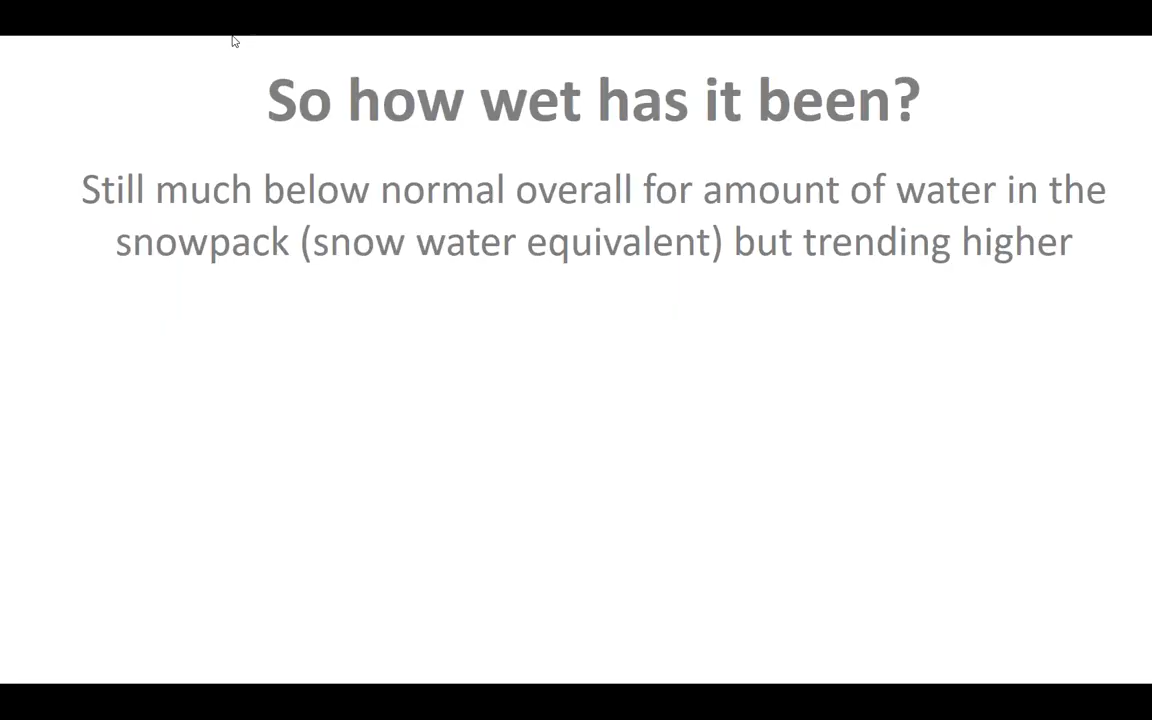 So how wet has it been?
Still much below normal overall for amount of water in the
snowpack (snow water equivalent) but trending higher